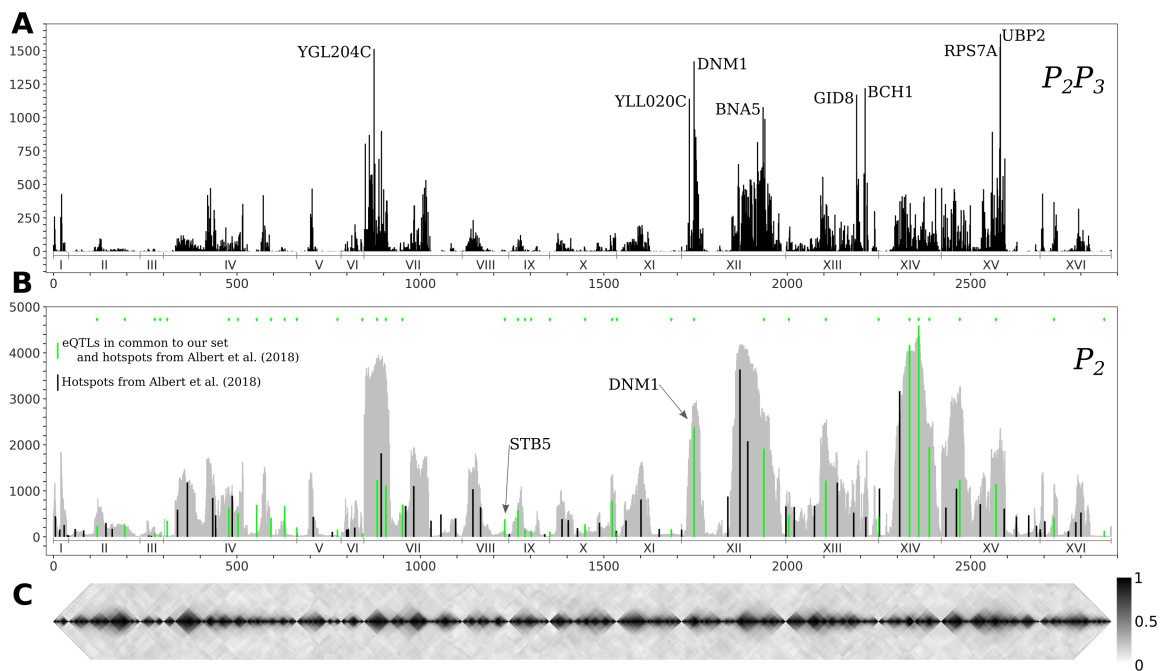 A
1500
1250
1000
750
500
250
0
YGL204C
YLL020C
DNM1
BNA5
GID8
BCH1
RPS7A
UBP2
P2P3
I II III IV V VI VII VIII IX X XI XII XIII XIV XV XVI
0 500 1000 1500 2000 2500
B
5000
4000
3000
2000
1000
0
eQTLs in common to our set
and hotspots from Albert et al. (2018)
Hotspots from Albert et al. (2018)
STB5
DNM1
P2
I II III IV V VI VII VIII IX X XI XII XIII XIV XV XVI
0 500 1000 1500 2000 2500
C
1
0.5
0